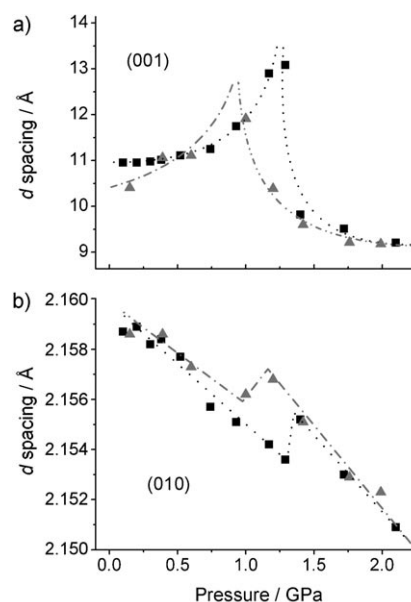 a)
(001)
d spacing / Å
14
13
12
11
10
9
b)
(010)
d spacing / Å
2.160
2.158
2.156
2.154
2.152
2.150
0.0 0.5 1.0 1.5 2.0
Pressure / GPa